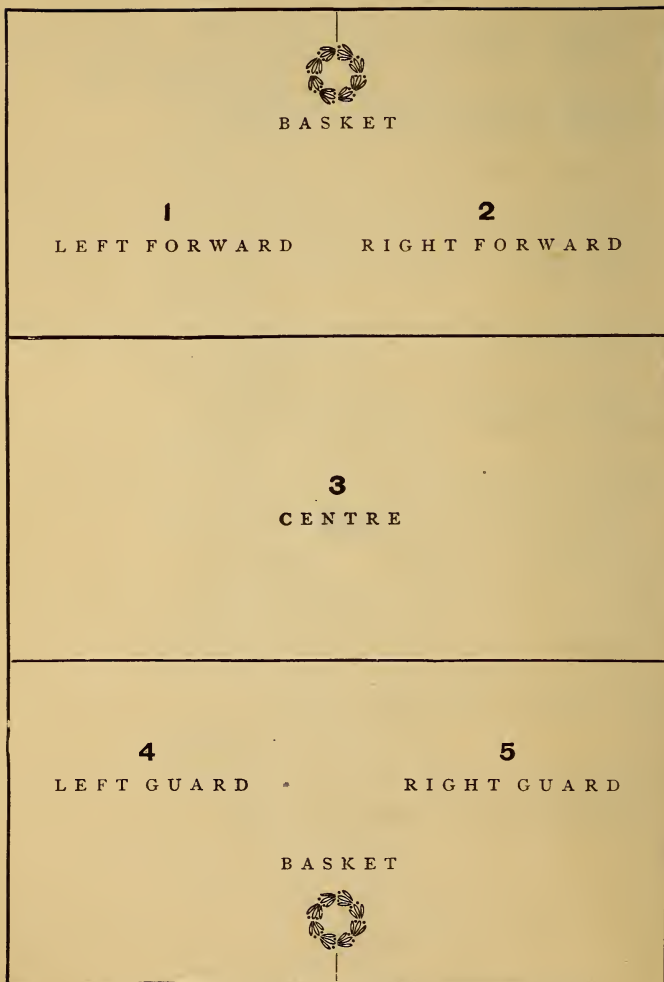 BASKET
1 2
LEFT FORWARD RIGHT FORWARD
3
CENTRE
4 5
LEFT GUARD RIGHT GUARD
BASKET